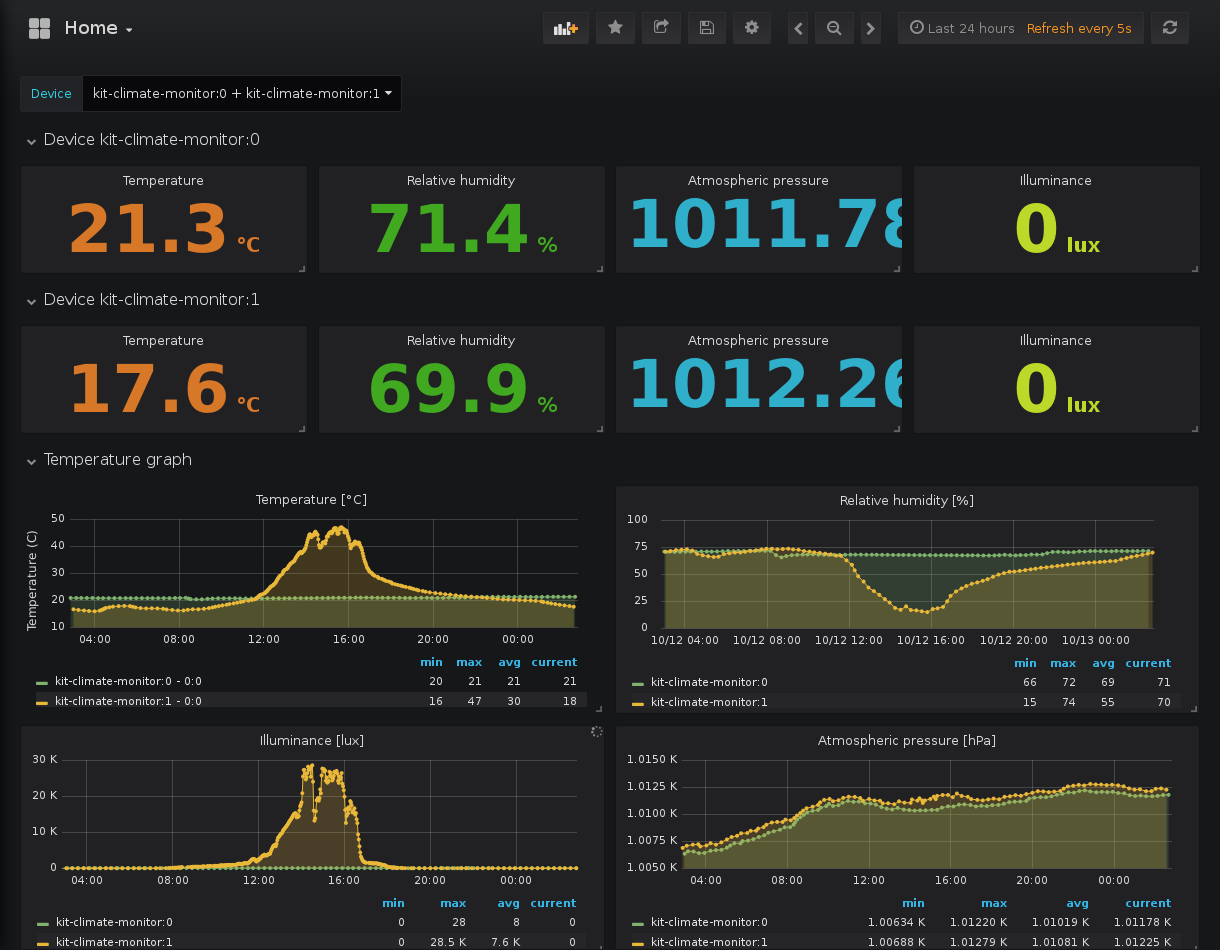 Home
Last 24 hours Refresh every 5s
Device kit-climate-monitor:0 + kit-climate-monitor:1
Device kit-climate-monitor:0
Temperature Relative humidity Atmospheric pressure Illuminance
21.3 °C 71.4 % 1011.78 0 lux
Device kit-climate-monitor:1
Temperature Relative humidity Atmospheric pressure Illuminance
17.6 °C 69.9 % 1012.26 0 lux
Temperature graph
Temperature [°C]
Temperature (C)
50
40
30
20
10
04:00 08:00 12:00 16:00 20:00 00:00
min max avg current
kit-climate-monitor:0 - 0:0 20 21 21 21
kit-climate-monitor:1 - 0:0 16 47 30 18
Relative humidity [%]
100
75
50
25
0
10/12 04:00 10/12 08:00 10/12 12:00 10/12 16:00 10/12 20:00 10/13 00:00
min max avg current
kit-climate-monitor:0 66 72 69 71
kit-climate-monitor:1 15 74 55 70
Illuminance [lux]
30 K
20 K
10 K
0
04:00 08:00 12:00 16:00 20:00 00:00
min max avg current
kit-climate-monitor:0 0 28 8 0
kit-climate-monitor:1 0 28.5 K 7.6 K 0
Atmospheric pressure [hPa]
1.0150 K
1.0125 K
1.0100 K
1.0075 K
1.0050 K
04:00 08:00 12:00 16:00 20:00 00:00
min max avg current
kit-climate-monitor:0 1.00634 K 1.01220 K 1.01019 K 1.01178 K
kit-climate-monitor:1 1.00688 K 1.01279 K 1.01081 K 1.01225 K